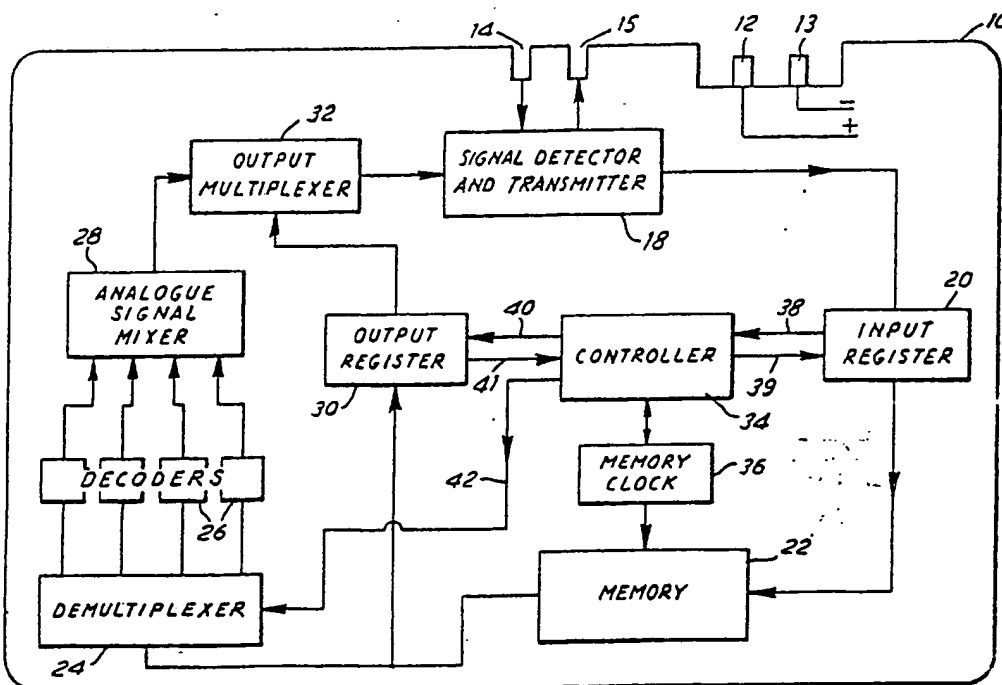 10
14
15
12
13
−
+
32
OUTPUT
MULTIPLEXER
SIGNAL DETECTOR
AND TRANSMITTER
18
28
ANALOGUE
SIGNAL
MIXER
20
OUTPUT
REGISTER
30
40
41
CONTROLLER
34
38
39
INPUT
REGISTER
DECODERS
26
42
MEMORY
CLOCK
36
22
MEMORY
DEMULTIPLEXER
24